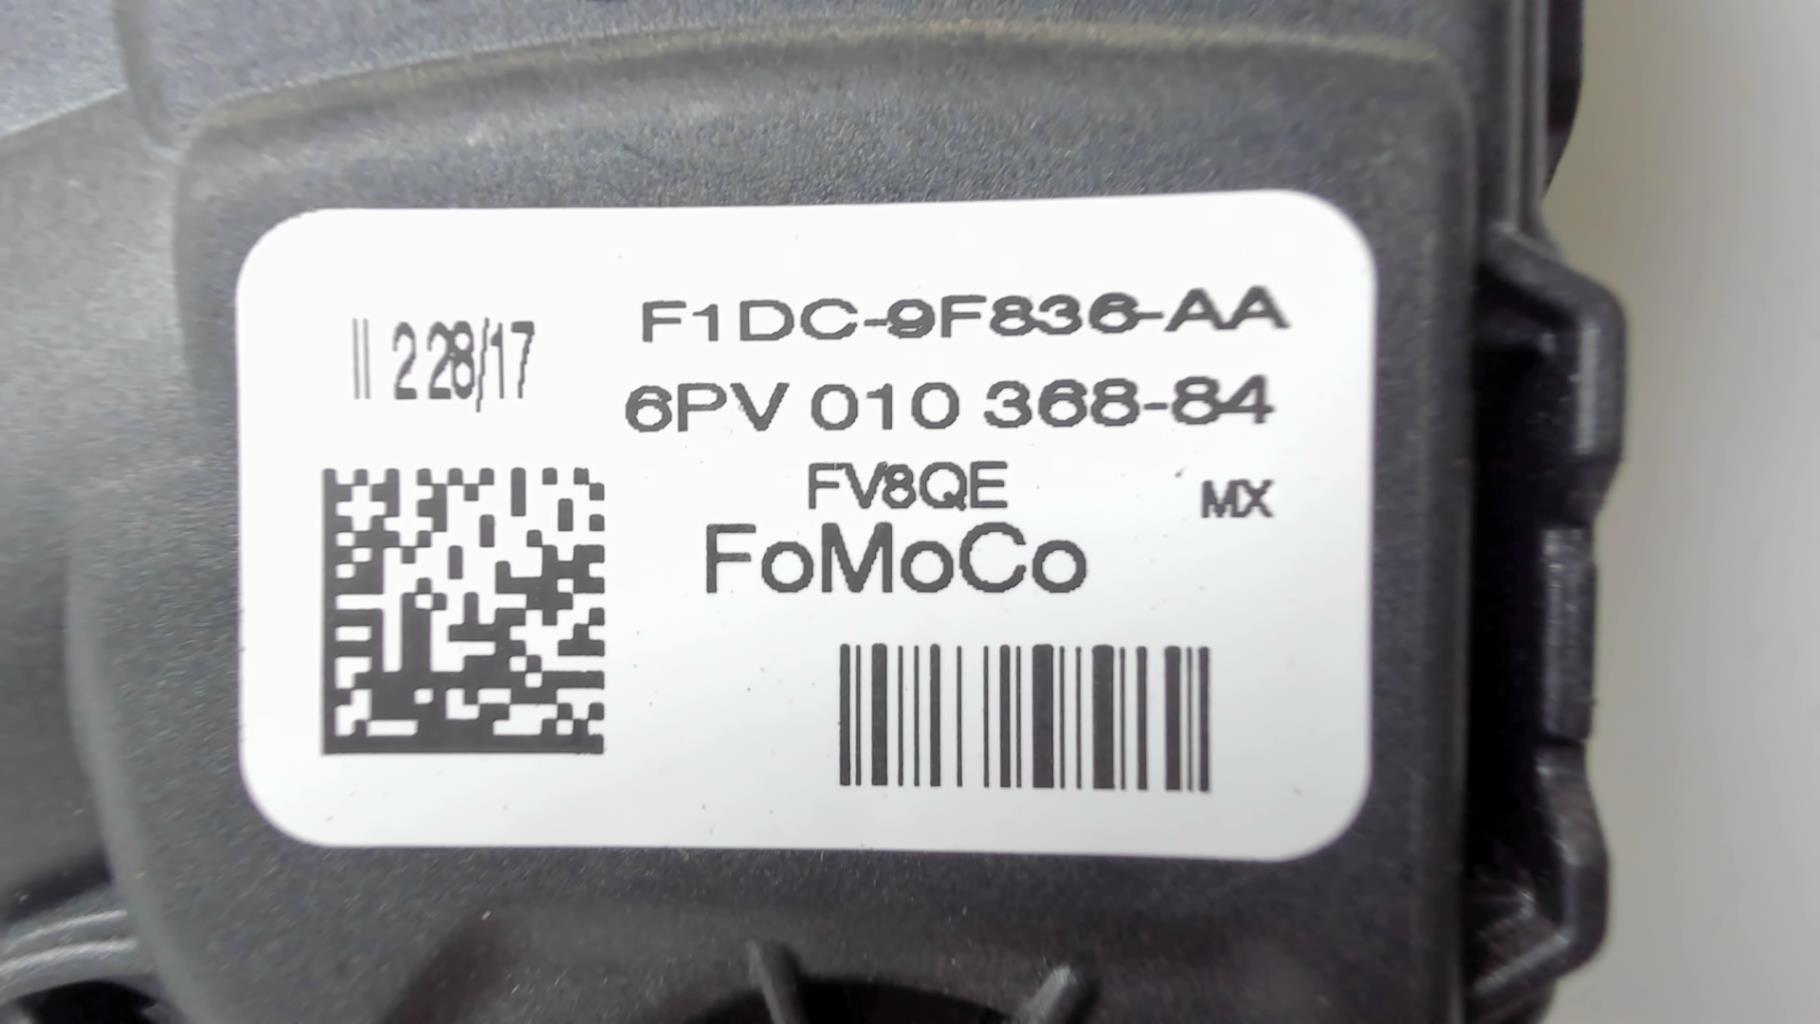 || 2 28/17
F1DC-9F836-AA
6PV 010 368-84
FV8QE
MX
FoMoCo